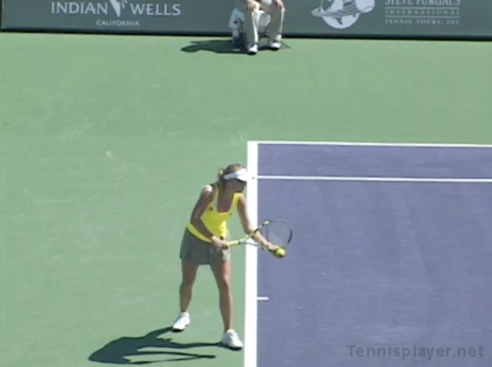 INDIAN WELLS
CALIFORNIA
STEVE FURGAL'S
INTERNATIONAL
TENNIS TOURS, INC
Tennisplayer.net